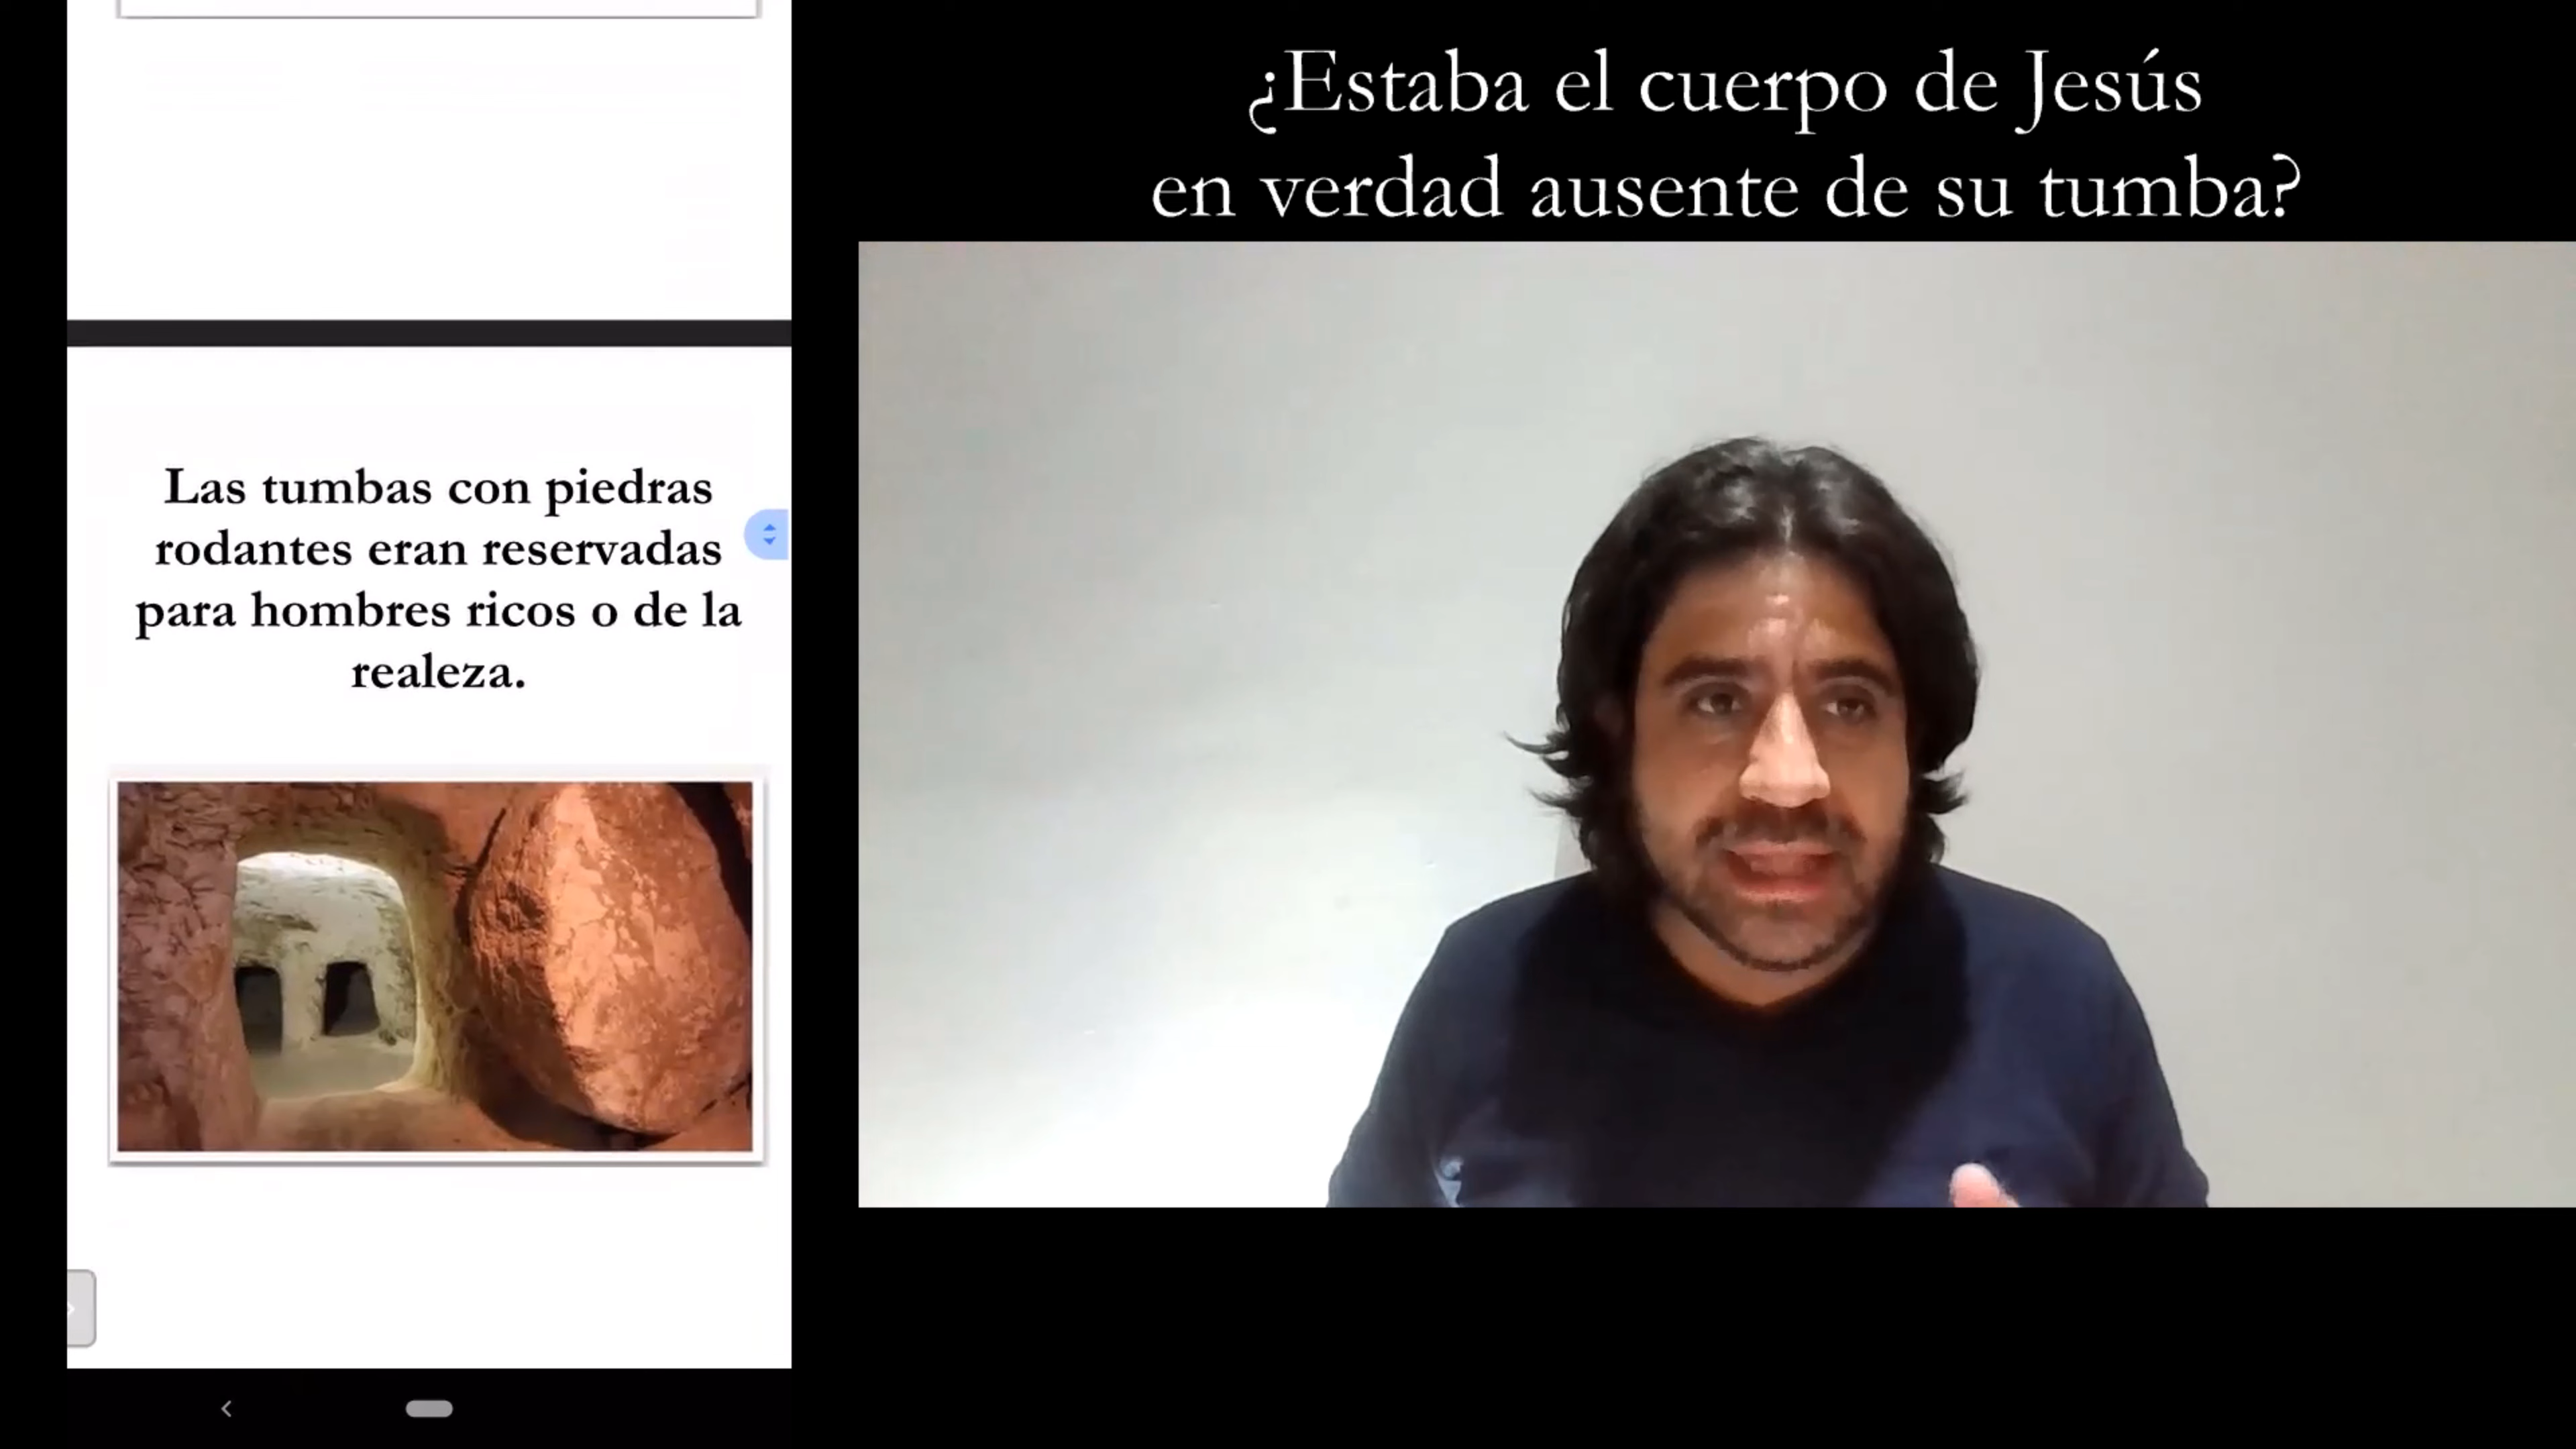 ¿Estaba el cuerpo de Jesús
en verdad ausente de su tumba?
Las tumbas con piedras
rodantes eran reservadas
para hombres ricos o de la
realeza.